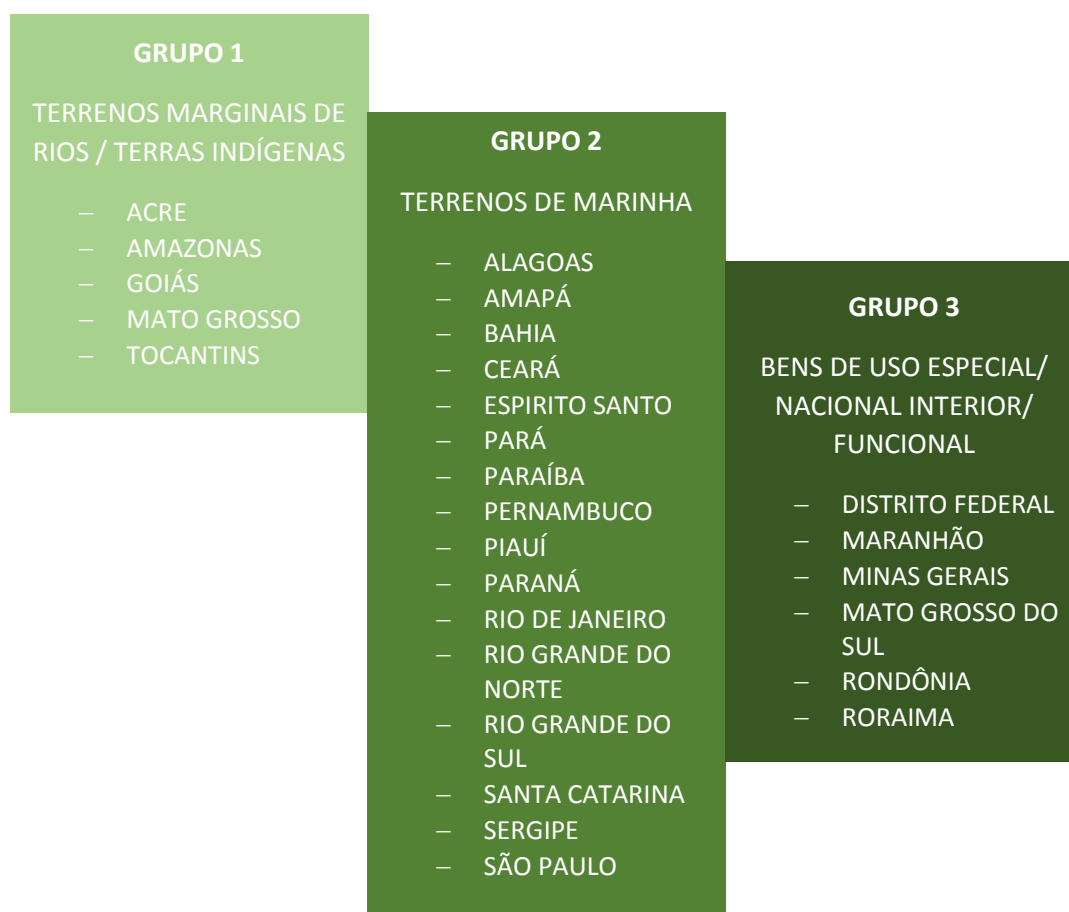 GRUPO 1
TERRENOS MARGINAIS DE
RIOS / TERRAS INDÍGENAS
– ACRE
– AMAZONAS
– GOIÁS
– MATO GROSSO
– TOCANTINS
GRUPO 2
TERRENOS DE MARINHA
– ALAGOAS
– AMAPÁ
– BAHIA
– CEARÁ
– ESPIRITO SANTO
– PARÁ
– PARAÍBA
– PERNAMBUCO
– PIAUÍ
– PARANÁ
– RIO DE JANEIRO
– RIO GRANDE DO
NORTE
– RIO GRANDE DO
SUL
– SANTA CATARINA
– SERGIPE
– SÃO PAULO
GRUPO 3
BENS DE USO ESPECIAL/
NACIONAL INTERIOR/
FUNCIONAL
– DISTRITO FEDERAL
– MARANHÃO
– MINAS GERAIS
– MATO GROSSO DO
SUL
– RONDÔNIA
– RORAIMA